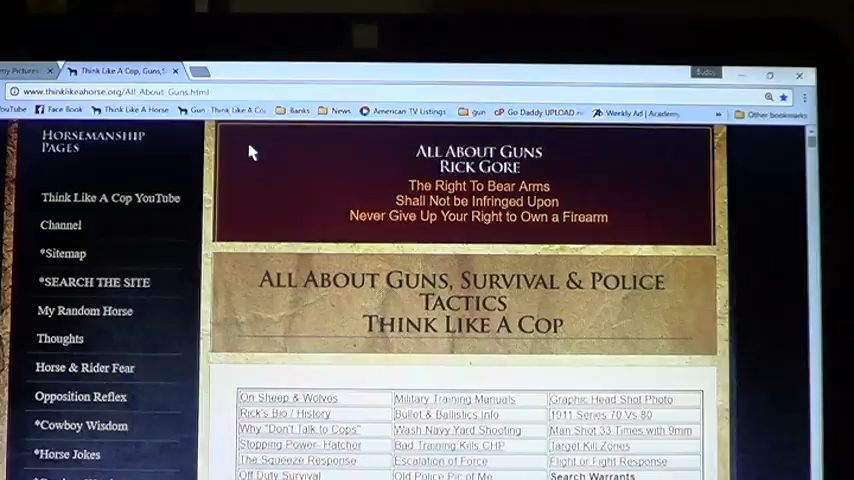 my Pictures
Think Like A Cop, Guns,
www.thinklikeahorse.org/All_About_Guns.html
YouTube
Face Book
Think Like A Horse
Gun - Think Like A Co
Banks
News
American TV Listings
gun
Go Daddy UPLOAD
Weekly Ad | Academy
»
Other bookmarks
HORSEMANSHIP
PAGES
Think Like A Cop YouTube
Channel
*Sitemap
*SEARCH THE SITE
My Random Horse
Thoughts
Horse & Rider Fear
Opposition Reflex
*Cowboy Wisdom
*Horse Jokes
ALL ABOUT GUNS
RICK GORE
The Right To Bear Arms
Shall Not be Infringed Upon
Never Give Up Your Right to Own a Firearm
ALL ABOUT GUNS, SURVIVAL & POLICE
TACTICS
THINK LIKE A COP
On Sheep & Wolves
Military Training Manuals
Graphic Head Shot Photo
Rick's Bio / History
Bullet & Ballistics Info
1911 Series 70 Vs 80
Why "Don't Talk to Cops"
Wash Navy Yard Shooting
Man Shot 33 Times with 9mm
Stopping Power- Hatcher
Bad Training Kills CHP
Target Kill Zones
The Squeeze Response
Escalation of Force
Flight or Fight Response
Off Duty Survival
Old Police Pic of Me
Search Warrants